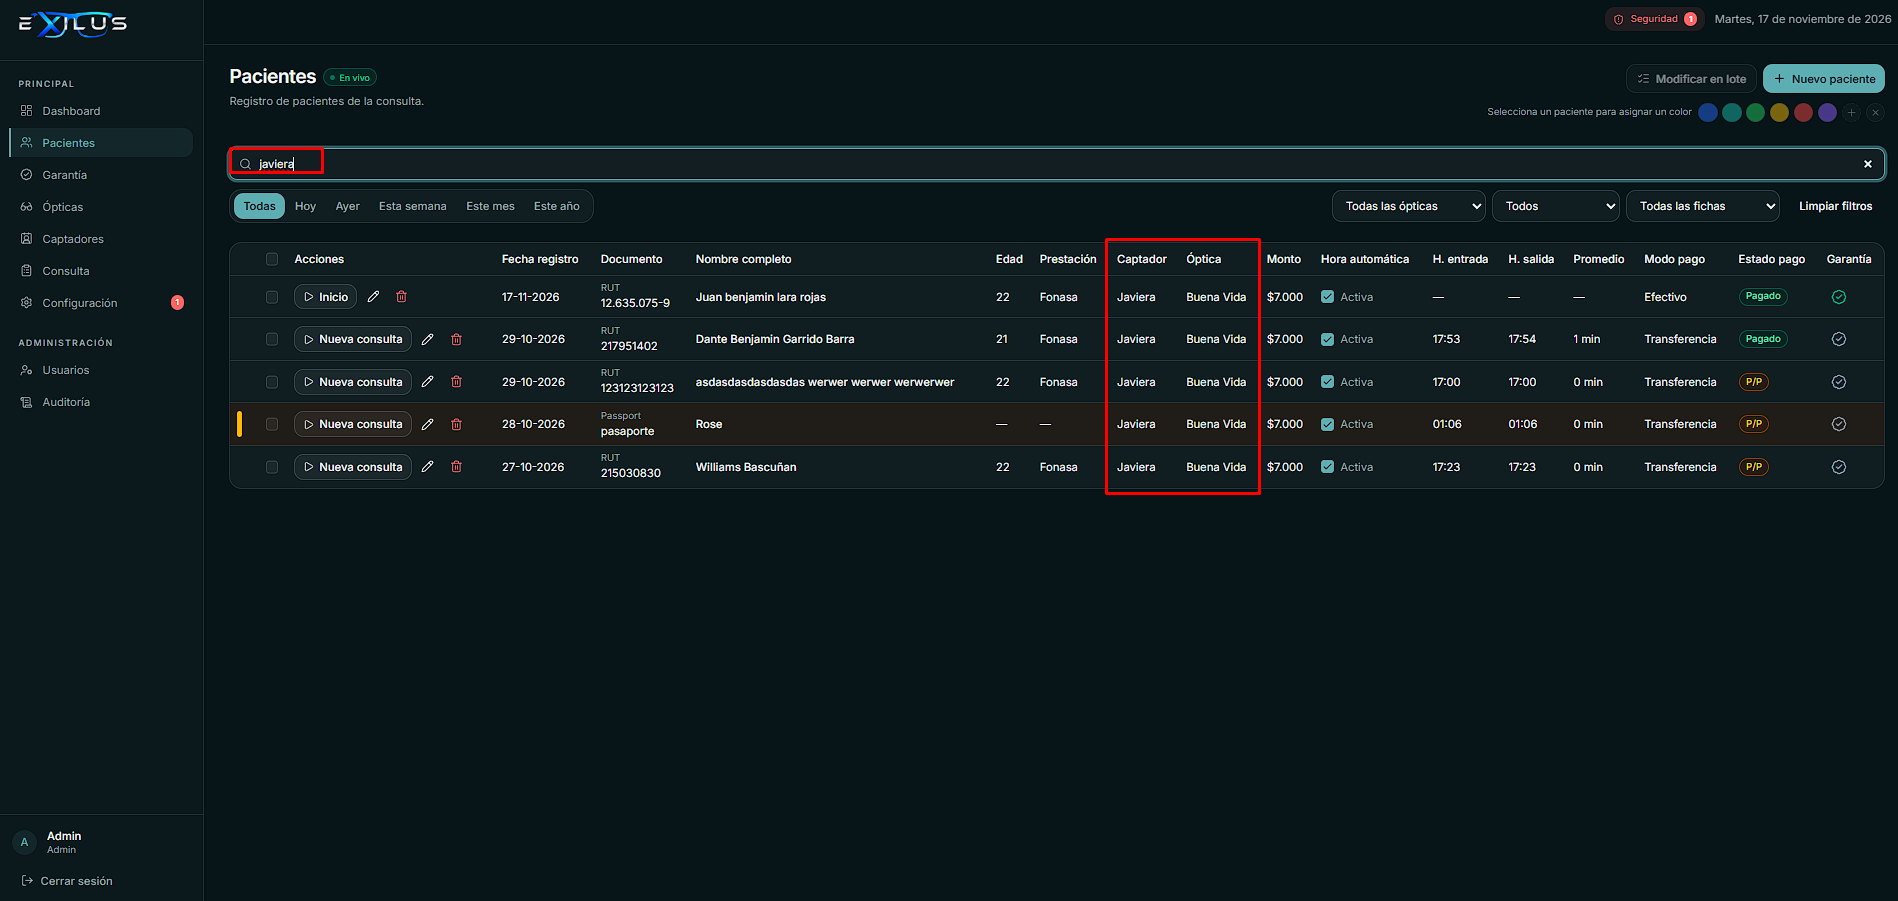 EXILUS
Seguridad 1 Martes, 17 de noviembre de 2026
PRINCIPAL
Dashboard
Pacientes
Garantía
Ópticas
Captadores
Consulta
Configuración 1
ADMINISTRACIÓN
Usuarios
Auditoría
A Admin
Admin
Cerrar sesión
Pacientes En vivo
Registro de pacientes de la consulta.
Modificar en lote + Nuevo paciente
Selecciona un paciente para asignar un color
javiera
Todas Hoy Ayer Esta semana Este mes Este año
Todas las ópticas Todos Todas las fichas Limpiar filtros
Acciones Fecha registro Documento Nombre completo Edad Prestación Captador Óptica Monto Hora automática H. entrada H. salida Promedio Modo pago Estado pago Garantía
Inicio 17-11-2026 RUT 12.635.075-9 Juan benjamin lara rojas 22 Fonasa Javiera Buena Vida $7.000 Activa — — — Efectivo Pagado
Nueva consulta 29-10-2026 RUT 217951402 Dante Benjamin Garrido Barra 21 Fonasa Javiera Buena Vida $7.000 Activa 17:53 17:54 1 min Transferencia Pagado
Nueva consulta 29-10-2026 RUT 123123123123 asdasdasdasdasdas werwer werwer werwerwer 22 Fonasa Javiera Buena Vida $7.000 Activa 17:00 17:00 0 min Transferencia P/P
Nueva consulta 28-10-2026 Passport pasaporte Rose — — Javiera Buena Vida $7.000 Activa 01:06 01:06 0 min Transferencia P/P
Nueva consulta 27-10-2026 RUT 215030830 Williams Bascuñan 22 Fonasa Javiera Buena Vida $7.000 Activa 17:23 17:23 0 min Transferencia P/P